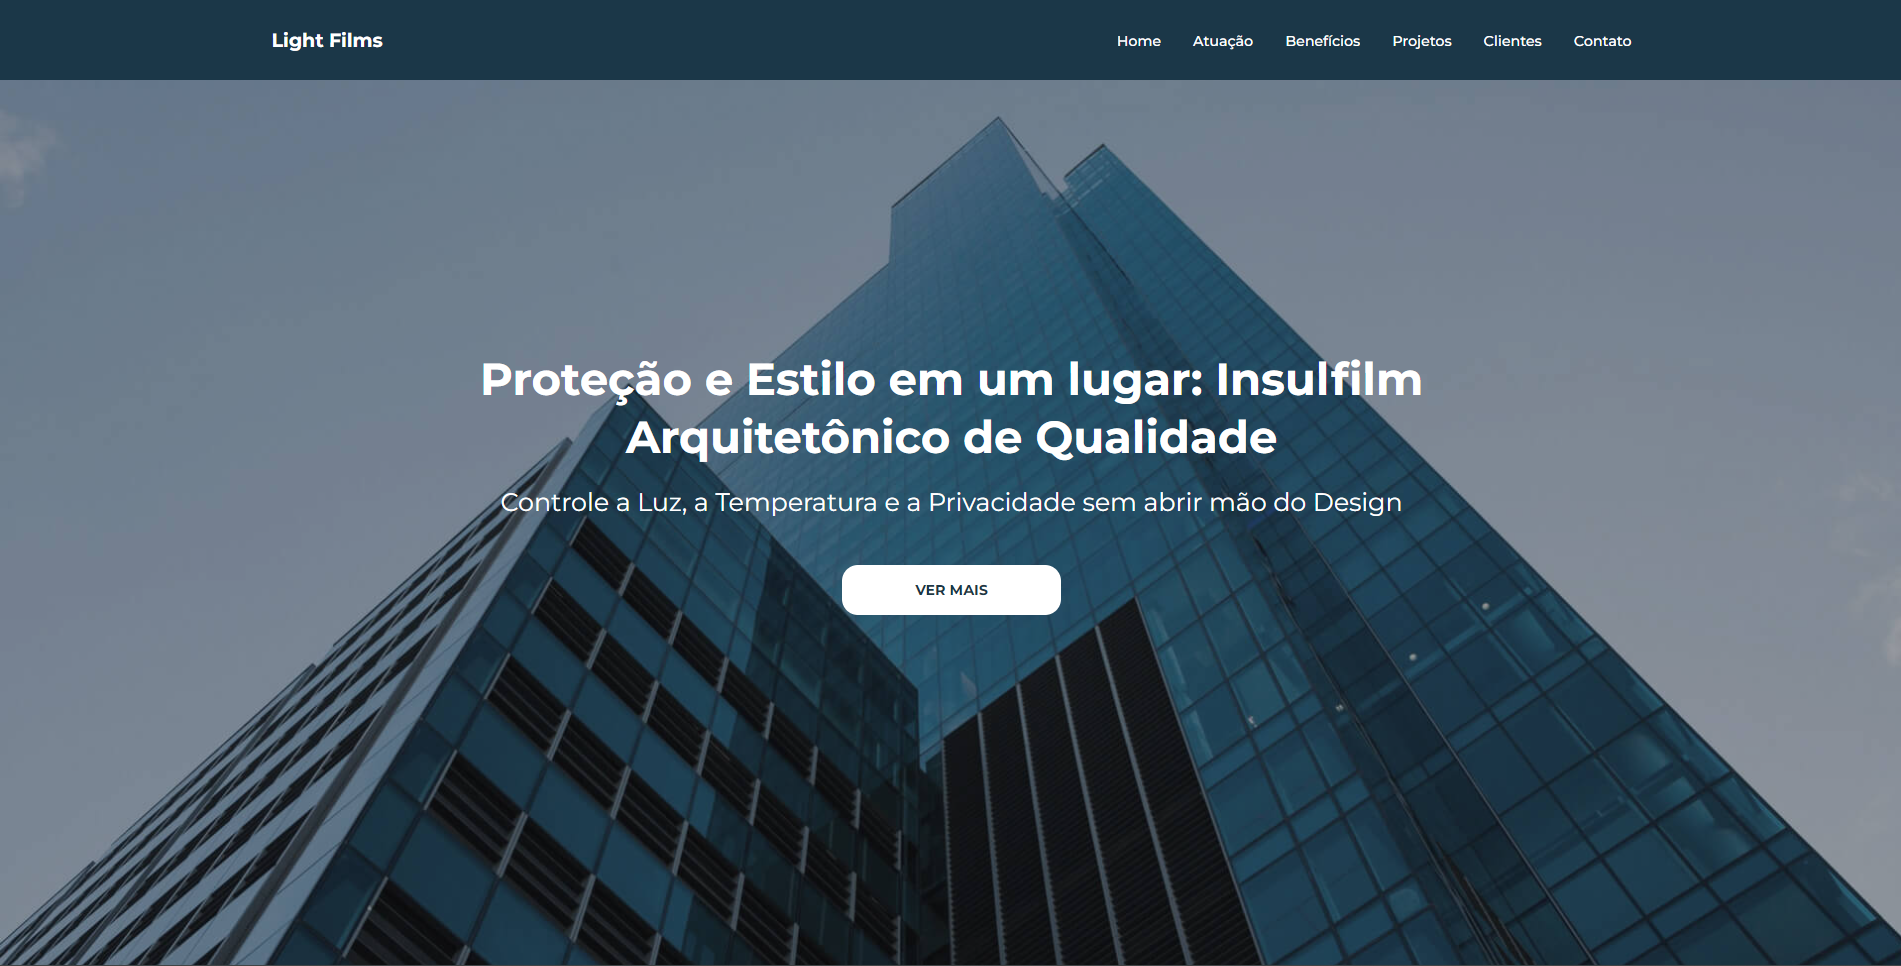 Light Films
Home Atuação Benefícios Projetos Clientes Contato
Proteção e Estilo em um lugar: Insulfilm
Arquitetônico de Qualidade
Controle a Luz, a Temperatura e a Privacidade sem abrir mão do Design
VER MAIS